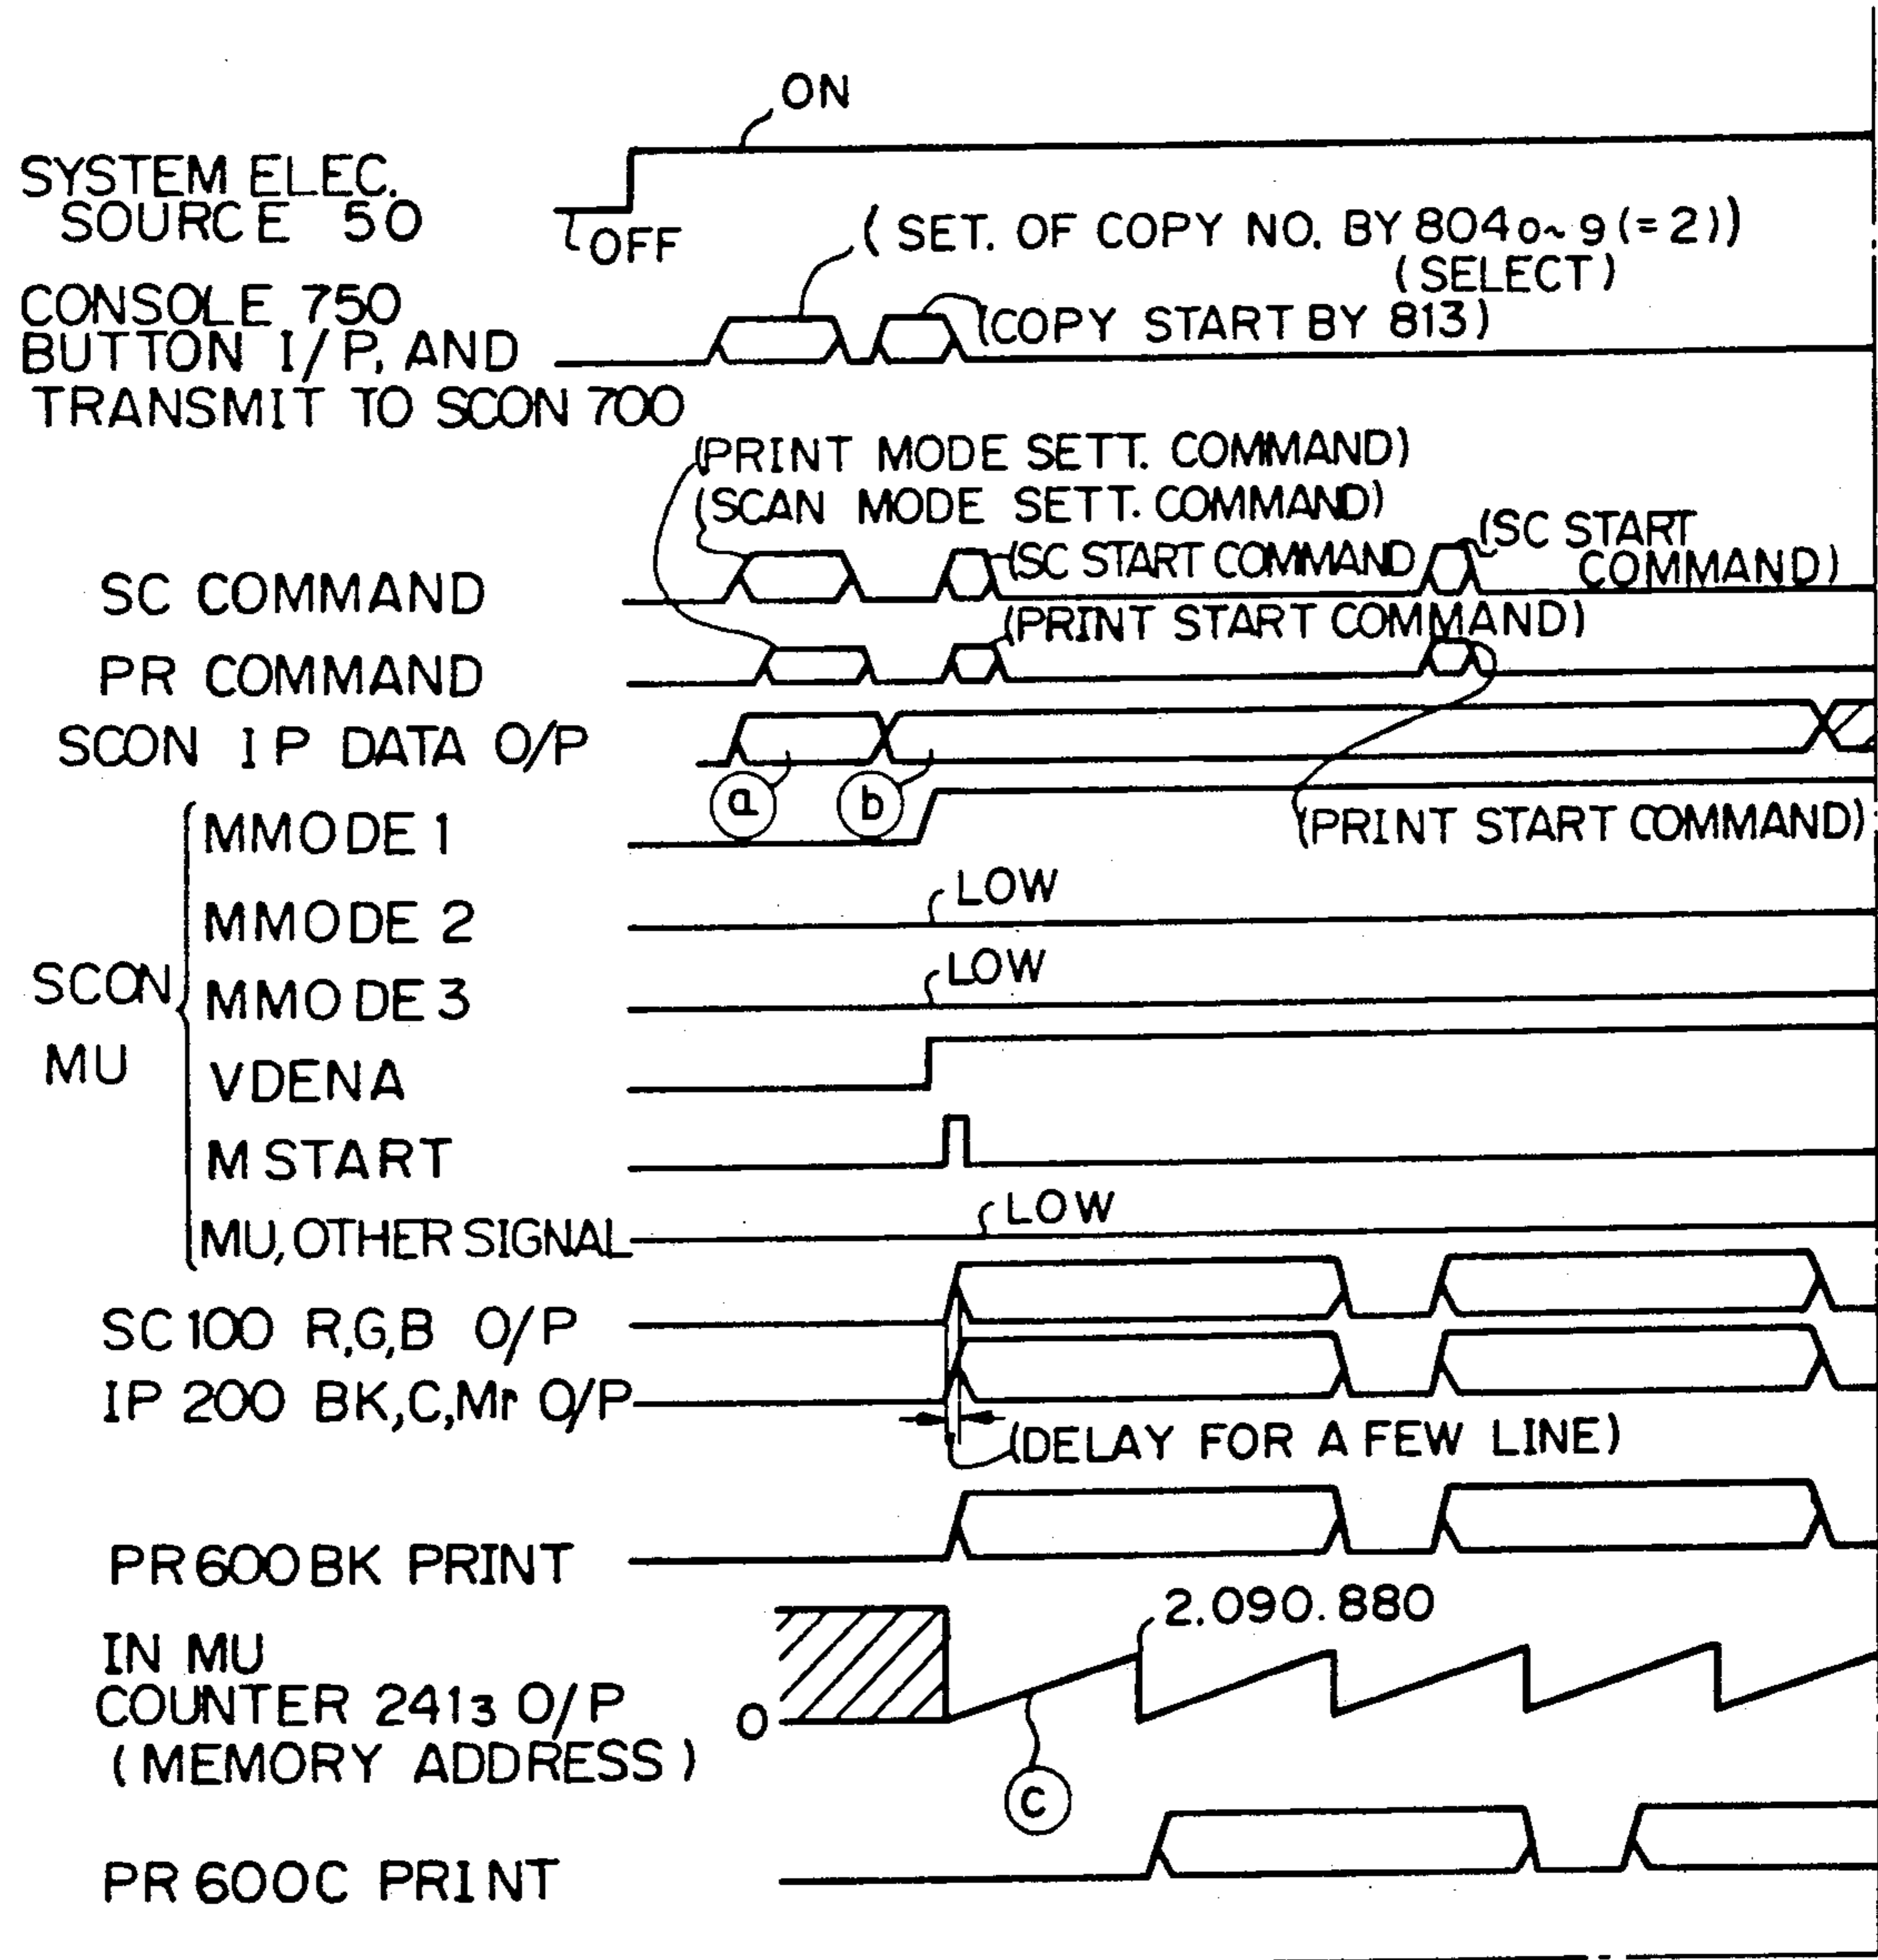 ON
SYSTEM ELEC.
SOURCE 50
OFF
( SET. OF COPY NO. BY 804 0~9 (=2))
(SELECT)
CONSOLE 750
BUTTON I/P, AND
TRANSMIT TO SCON 700
(COPY START BY 813)
(PRINT MODE SETT. COMMAND)
(SCAN MODE SETT. COMMAND)
SC COMMAND
(SC START COMMAND
(SC START
COMMAND)
(PRINT START COMMAND)
PR COMMAND
SCON IP DATA O/P
a
b
(PRINT START COMMAND)
SCON
MU
MMODE 1
MMODE 2
LOW
MMODE 3
LOW
VDENA
M START
MU, OTHER SIGNAL
LOW
SC 100 R,G,B O/P
IP 200 BK,C,Mr O/P
(DELAY FOR A FEW LINE)
PR 600 BK PRINT
2.090.880
IN MU
COUNTER 2413 O/P
(MEMORY ADDRESS)
0
c
PR 600C PRINT